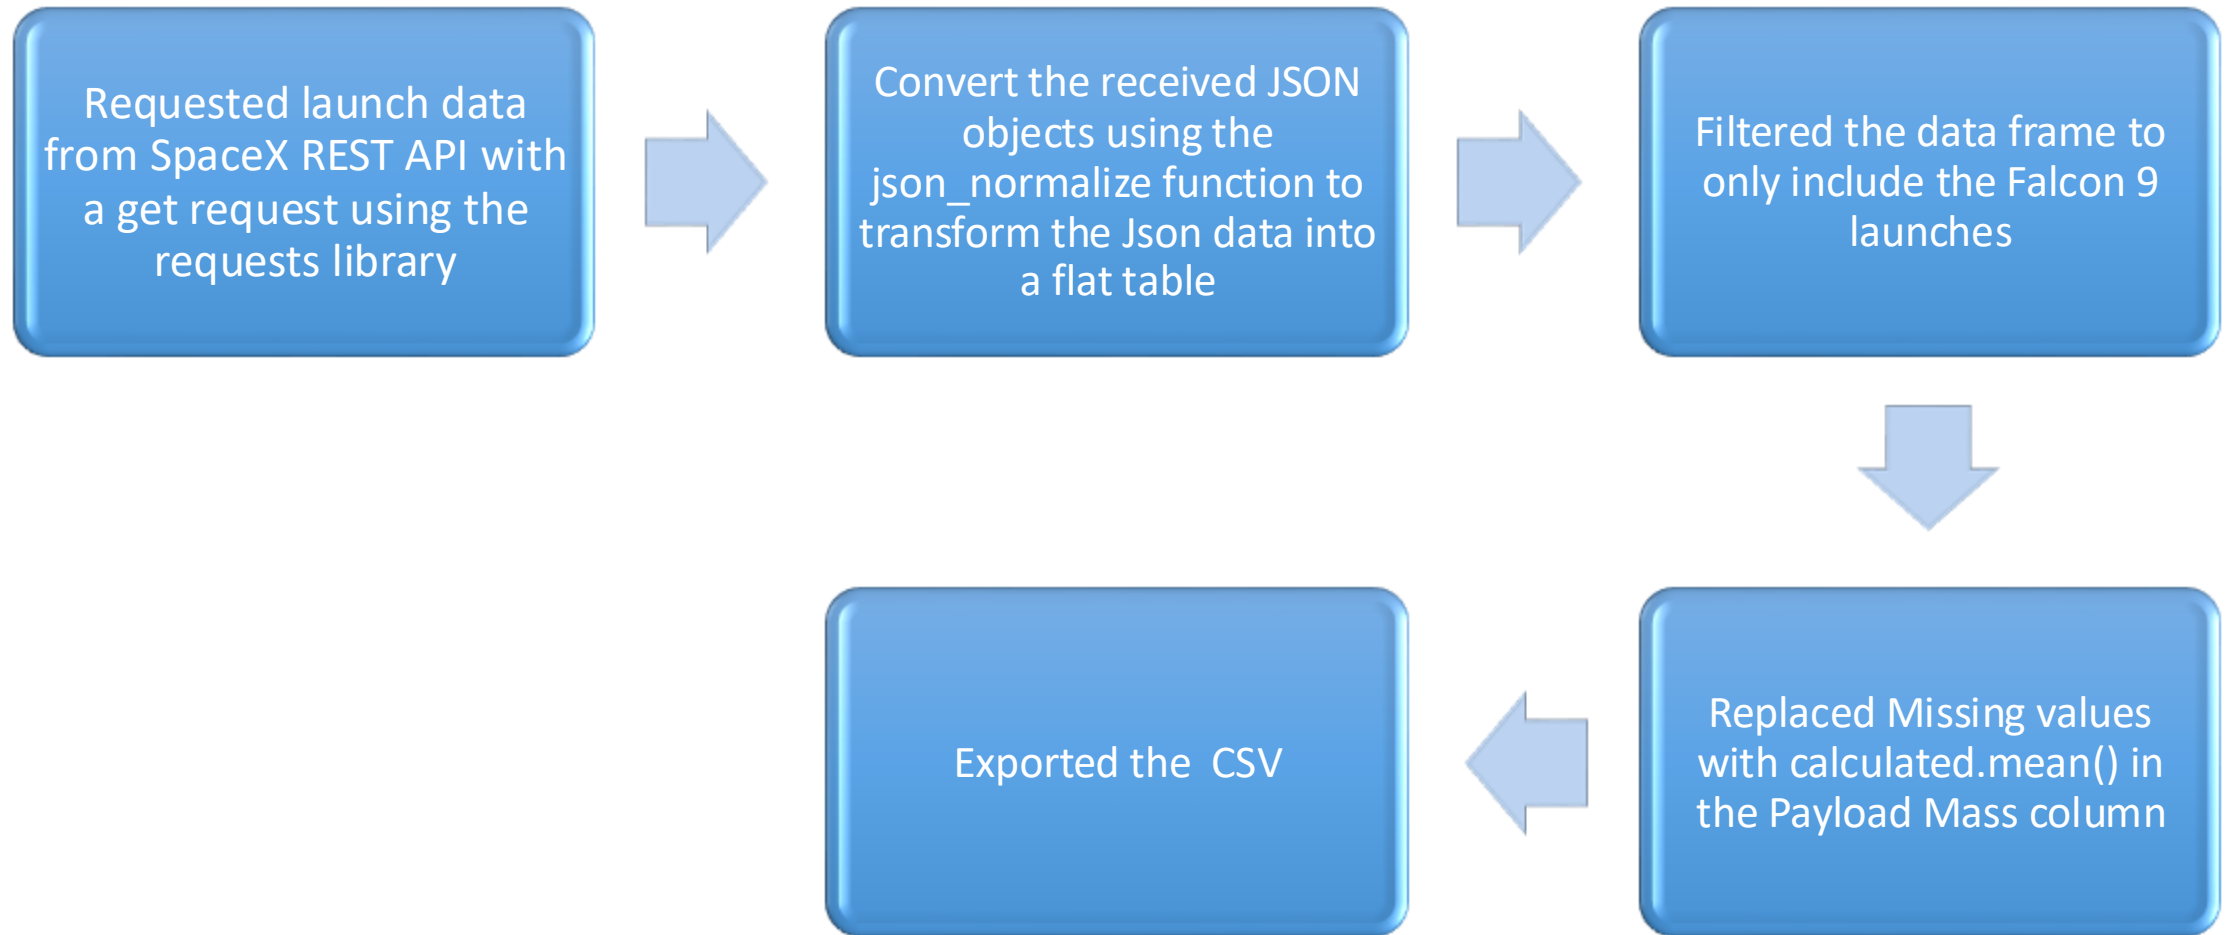 Requested launch data
from SpaceX REST API with
a get request using the
requests library
Convert the received JSON
objects using the
json_normalize function to
transform the Json data into
a flat table
Filtered the data frame to
only include the Falcon 9
launches
Replaced Missing values
with calculated.mean() in
the Payload Mass column
Exported the  CSV